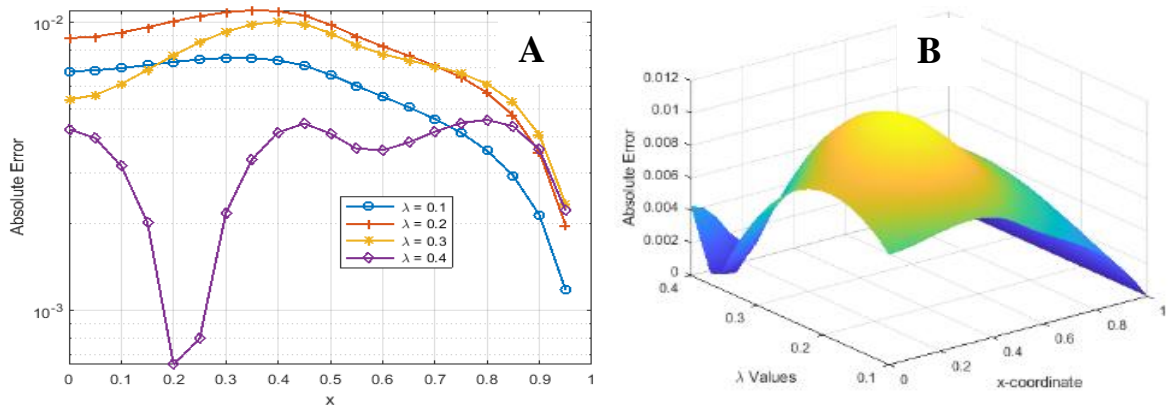 A
10⁻²
10⁻³
Absolute Error
λ = 0.1
λ = 0.2
λ = 0.3
λ = 0.4
0 0.1 0.2 0.3 0.4 0.5 0.6 0.7 0.8 0.9 1
x
B
0.012
0.01
0.008
0.006
0.004
0.002
0
Absolute Error
0.4
0.3
0.2
0.1
λ Values
0 0.2 0.4 0.6 0.8 1
x-coordinate